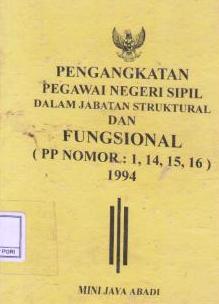 PENGANGKATAN
PEGAWAI NEGERI SIPIL
DALAM JABATAN STRUKTURAL
DAN
FUNGSIONAL
( PP NOMOR : 1, 14, 15, 16 )
1994
PORI
MINI JAYA ABADI